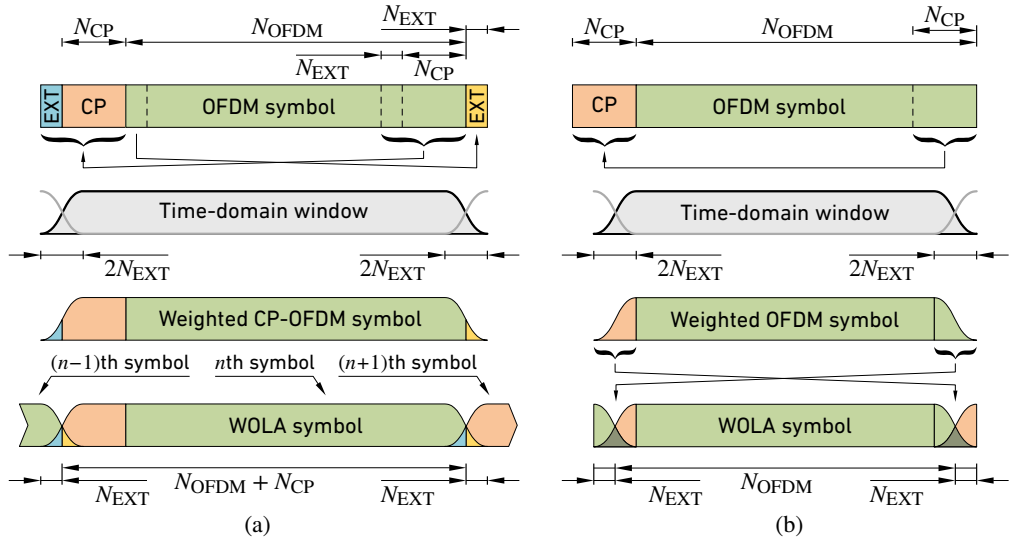 N_EXT
N_CP N_OFDM
N_EXT N_CP
EXT CP OFDM symbol EXT
Time-domain window
2N_EXT 2N_EXT
Weighted CP-OFDM symbol
(n−1)th symbol nth symbol (n+1)th symbol
WOLA symbol
N_OFDM + N_CP
N_EXT N_EXT
(a)
N_CP N_OFDM N_CP
CP OFDM symbol
Time-domain window
2N_EXT 2N_EXT
Weighted OFDM symbol
WOLA symbol
N_EXT N_OFDM N_EXT
(b)